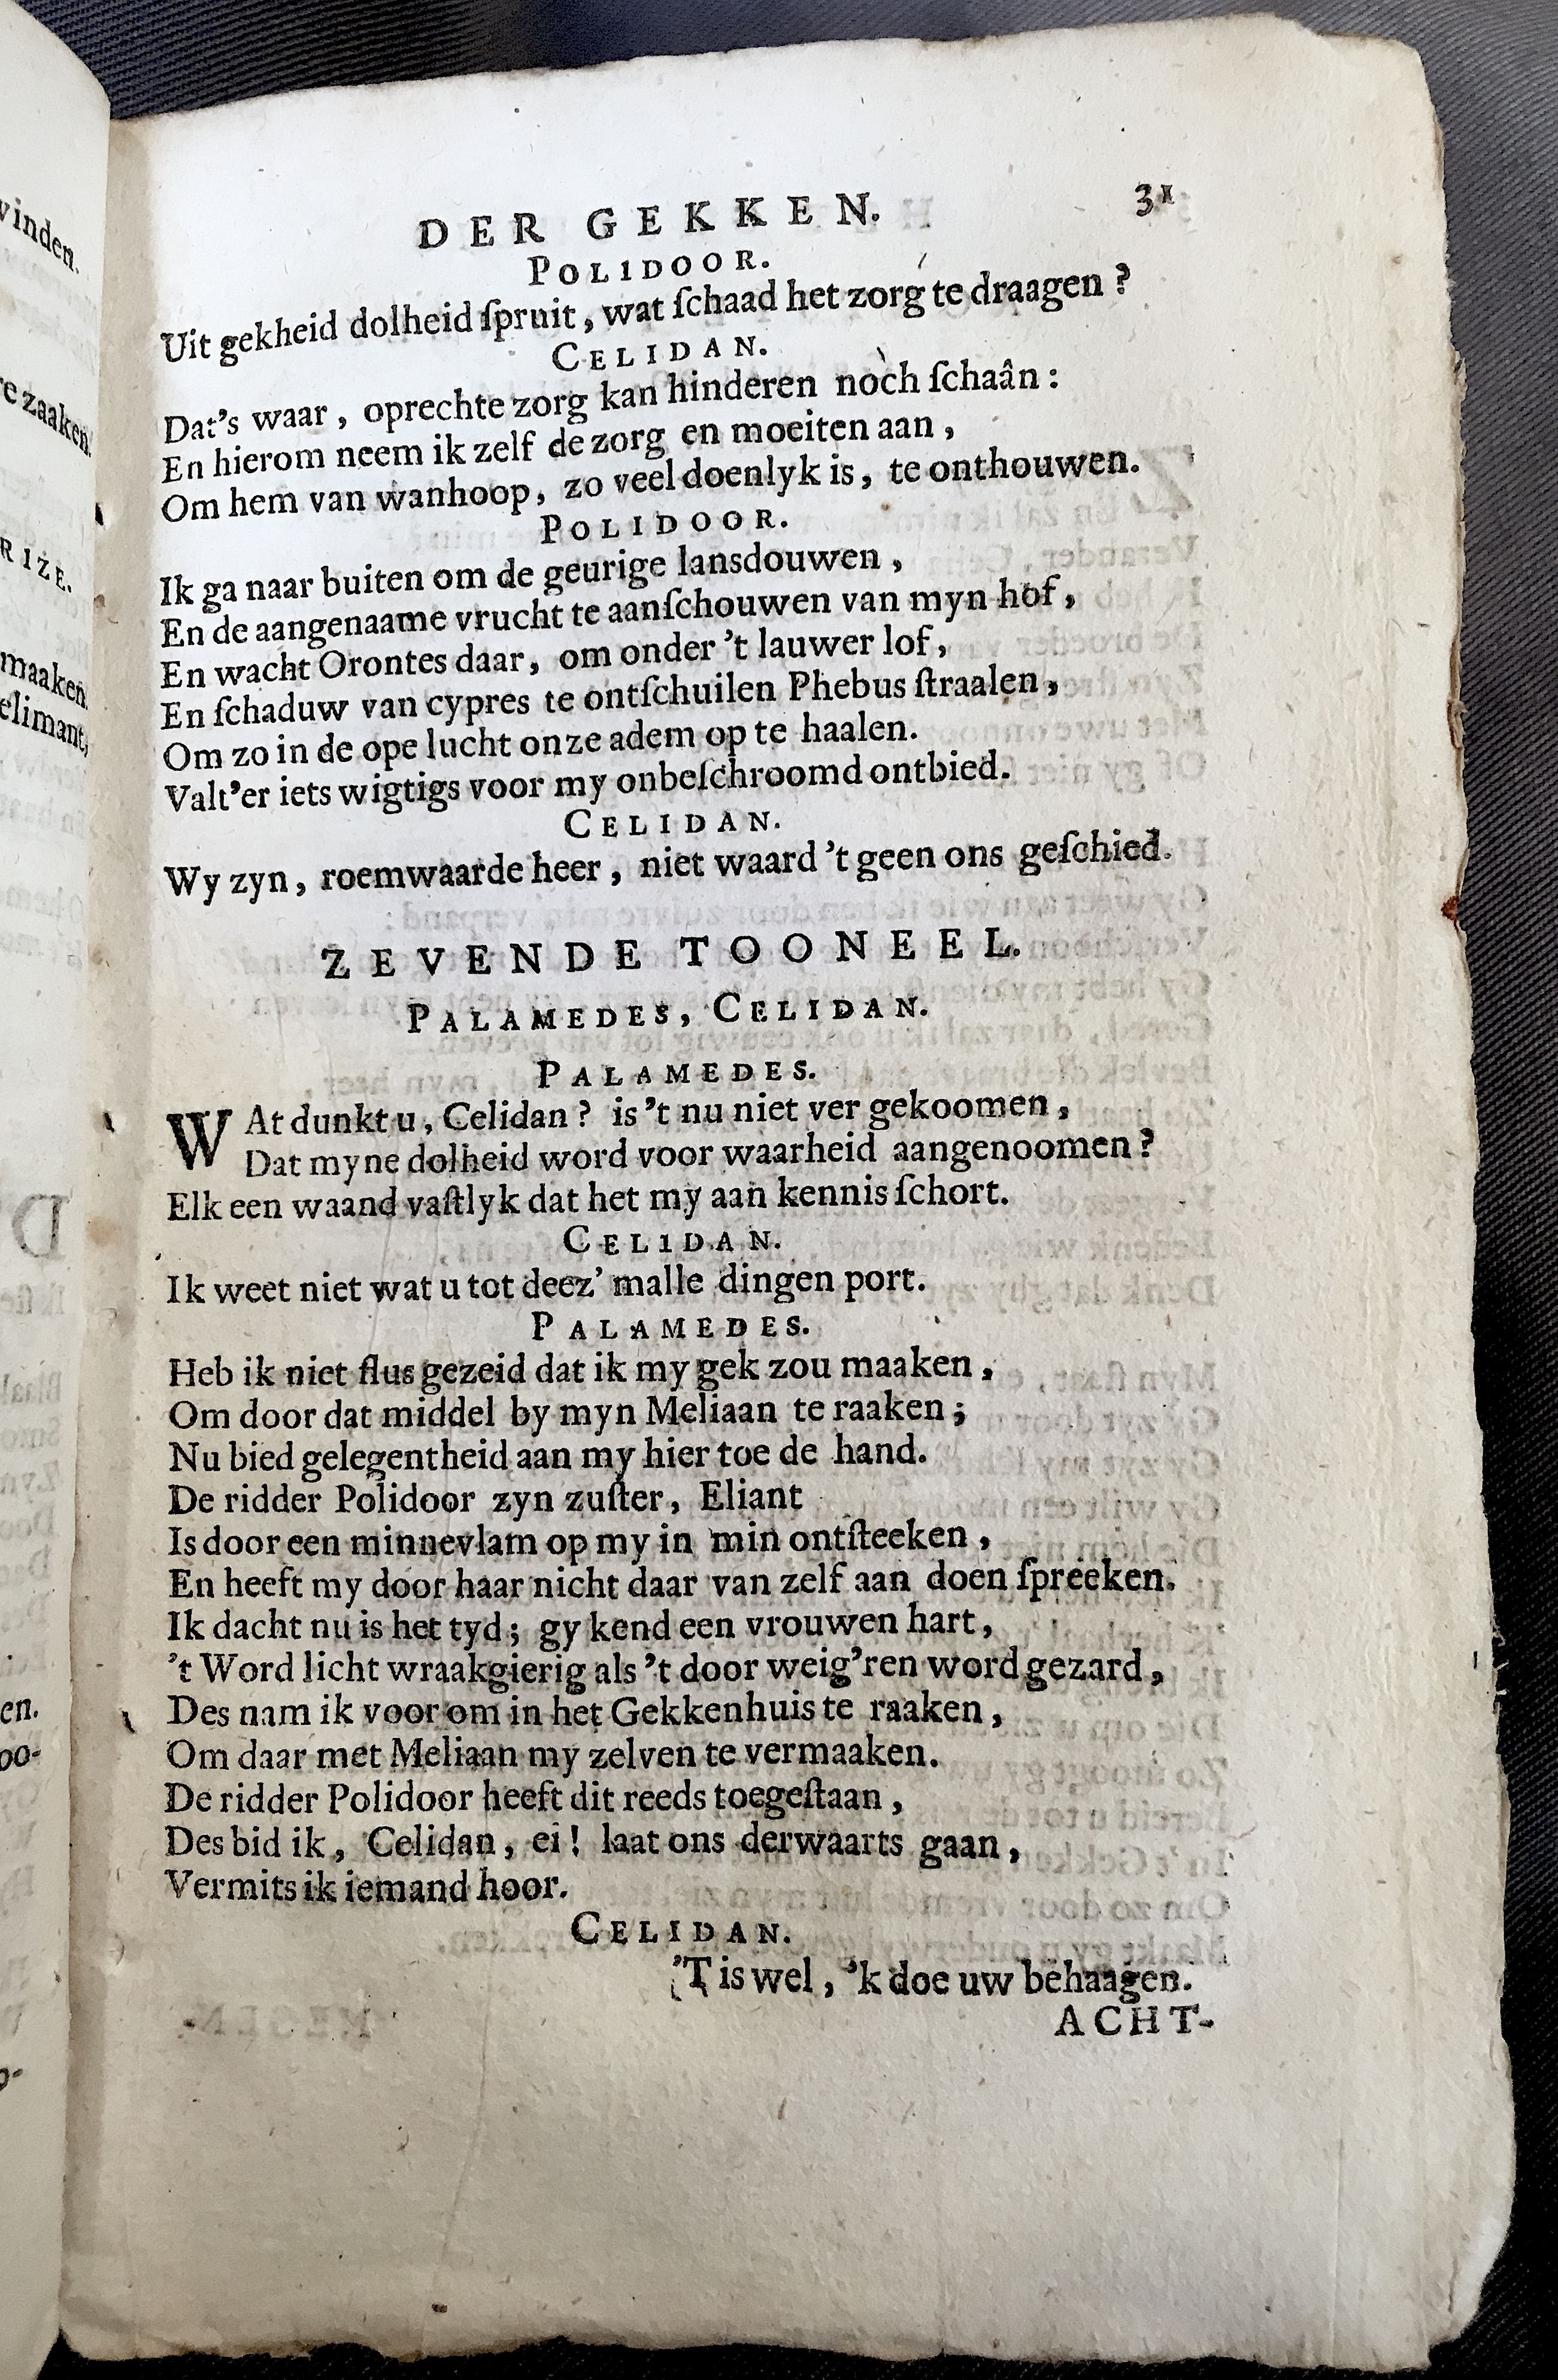 DER GEKKEN. 31
POLIDOOR.
Uit gekheid dolheid ſpruit, wat ſchaad het zorg te draagen?
CELIDAN.
Dat's waar, oprechte zorg kan hinderen nòch ſchaân:
En hierom neem ik zelf de zorg en moeiten aan,
Om hem van wanhoop, zo veel doenlyk is, te onthouwen.
POLIDOOR.
Ik ga naar buiten om de geurige lansdouwen,
En de aangenaame vrucht te aanſchouwen van myn hof,
En wacht Orontes daar, om onder 't lauwer lof,
En ſchaduw van cypres te ontſchuilen Phebus ſtraalen,
Om zo in de ope lucht onze adem op te haalen.
Valt'er iets wigtigs voor my onbeſchroomd ontbied.
CELIDAN.
Wy zyn, roemwaarde heer, niet waard 't geen ons geſchied.
ZEVENDE TOONEEL.
PALAMEDES, CELIDAN.
PALAMEDES.
WAt dunkt u, Celidan? is 't nu niet ver gekoomen,
Dat myne dolheid word voor waarheid aangenoomen?
Elk een waand vaſtlyk dat het my aan kennis ſchort.
CELIDAN.
Ik weet niet wat u tot deez' malle dingen port.
PALAMEDES.
Heb ik niet flus gezeid dat ik my gek zou maaken,
Om door dat middel by myn Meliaan te raaken;
Nu bied gelegentheid aan my hier toe de hand.
De ridder Polidoor zyn zuſter, Eliant
Is door een minnevlam op my in min ontſteeken,
En heeft my door haar nicht daar van zelf aan doen ſpreeken.
Ik dacht nu is het tyd; gy kend een vrouwen hart,
't Word licht wraakgierig als 't door weig'ren word gezard,
Des nam ik voor om in het Gekkenhuis te raaken,
Om daar met Meliaan my zelven te vermaaken.
De ridder Polidoor heeft dit reeds toegeſtaan,
Des bid ik, Celidan, ei! laat ons derwaarts gaan,
Vermits ik iemand hoor.
CELIDAN.
'T is wel, 'k doe uw behaagen.
ACHT-